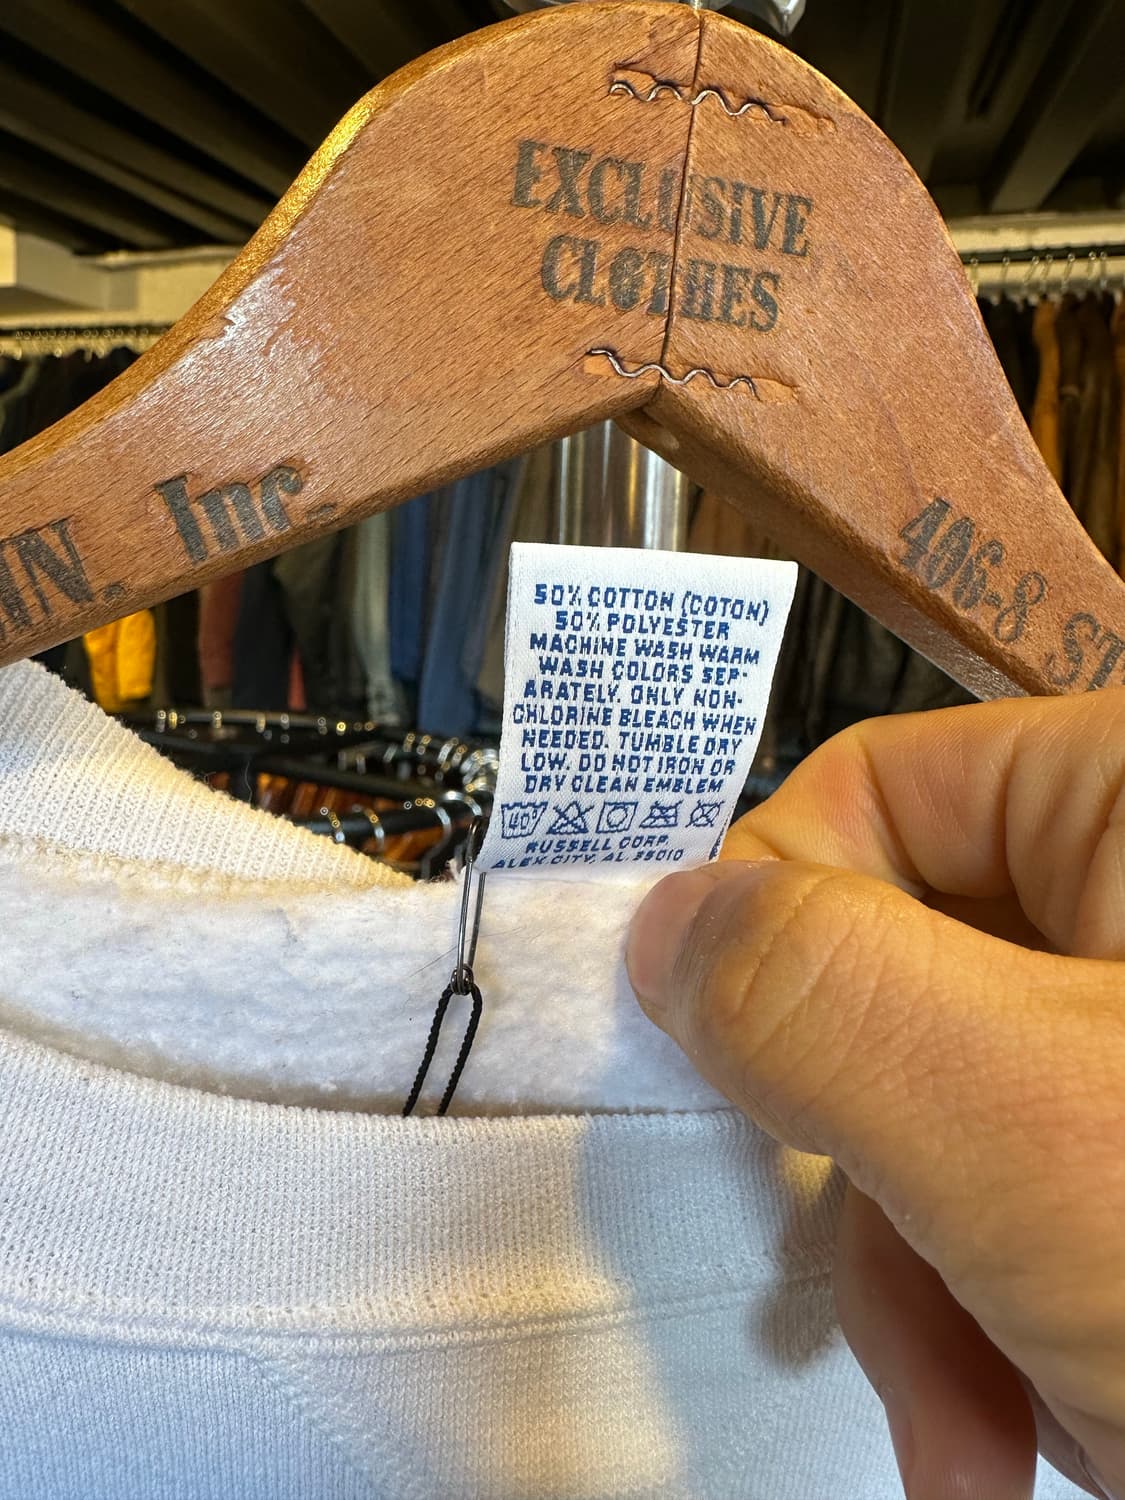 EXCLUSiVE
CLOTHES
Inc.
406-8 ST
50% COTTON (COTON)
50% POLYESTER
MACHINE WASH WARM
WASH COLORS SEP-
ARATELY. ONLY NON-
CHLORINE BLEACH WHEN
NEEDED. TUMBLE DRY
LOW. DO NOT IRON OR
DRY CLEAN EMBLEM
40°
RUSSELL CORP.
ALEX CITY, AL 35010